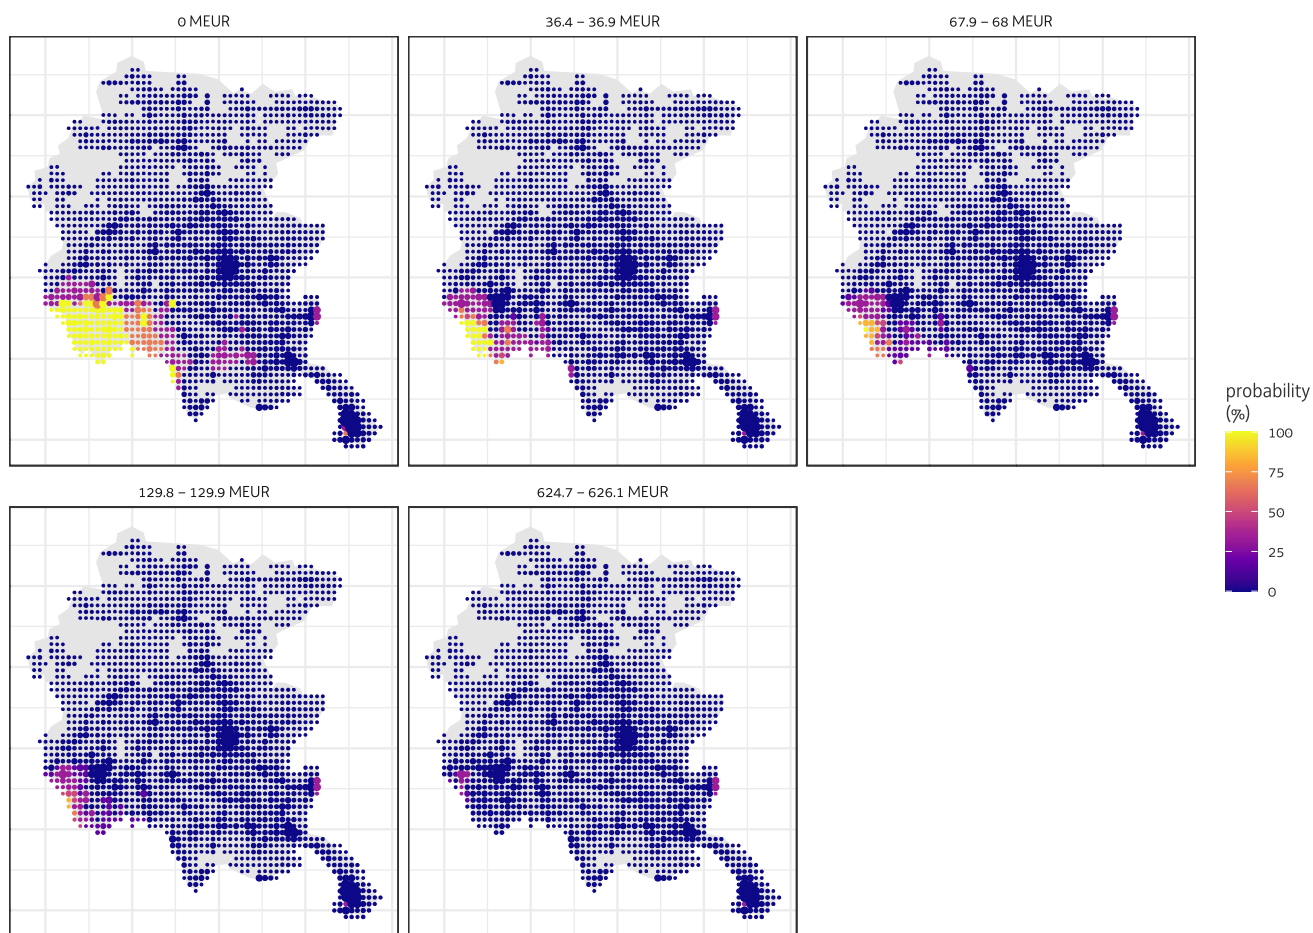 0 MEUR
36.4 – 36.9 MEUR
67.9 – 68 MEUR
129.8 – 129.9 MEUR
624.7 – 626.1 MEUR
probability
(%)
100
75
50
25
0